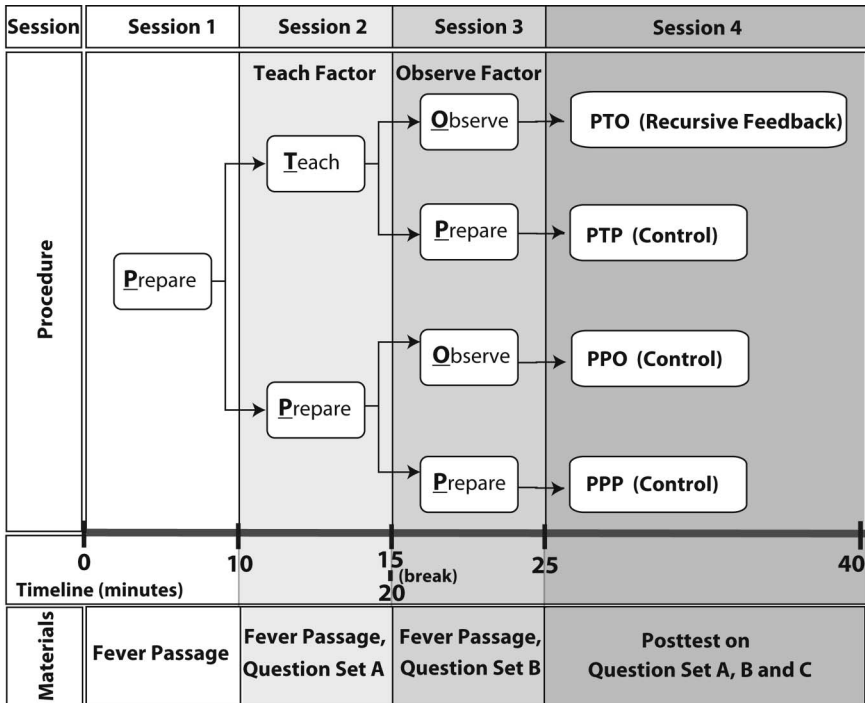 Session
Session 1
Session 2
Session 3
Session 4
Procedure
Teach Factor
Observe Factor
Prepare
Teach
Prepare
Observe
Prepare
Observe
Prepare
PTO (Recursive Feedback)
PTP (Control)
PPO (Control)
PPP (Control)
0
10
15
(break)
20
25
40
Timeline (minutes)
Materials
Fever Passage
Fever Passage,
Question Set A
Fever Passage,
Question Set B
Posttest on
Question Set A, B and C